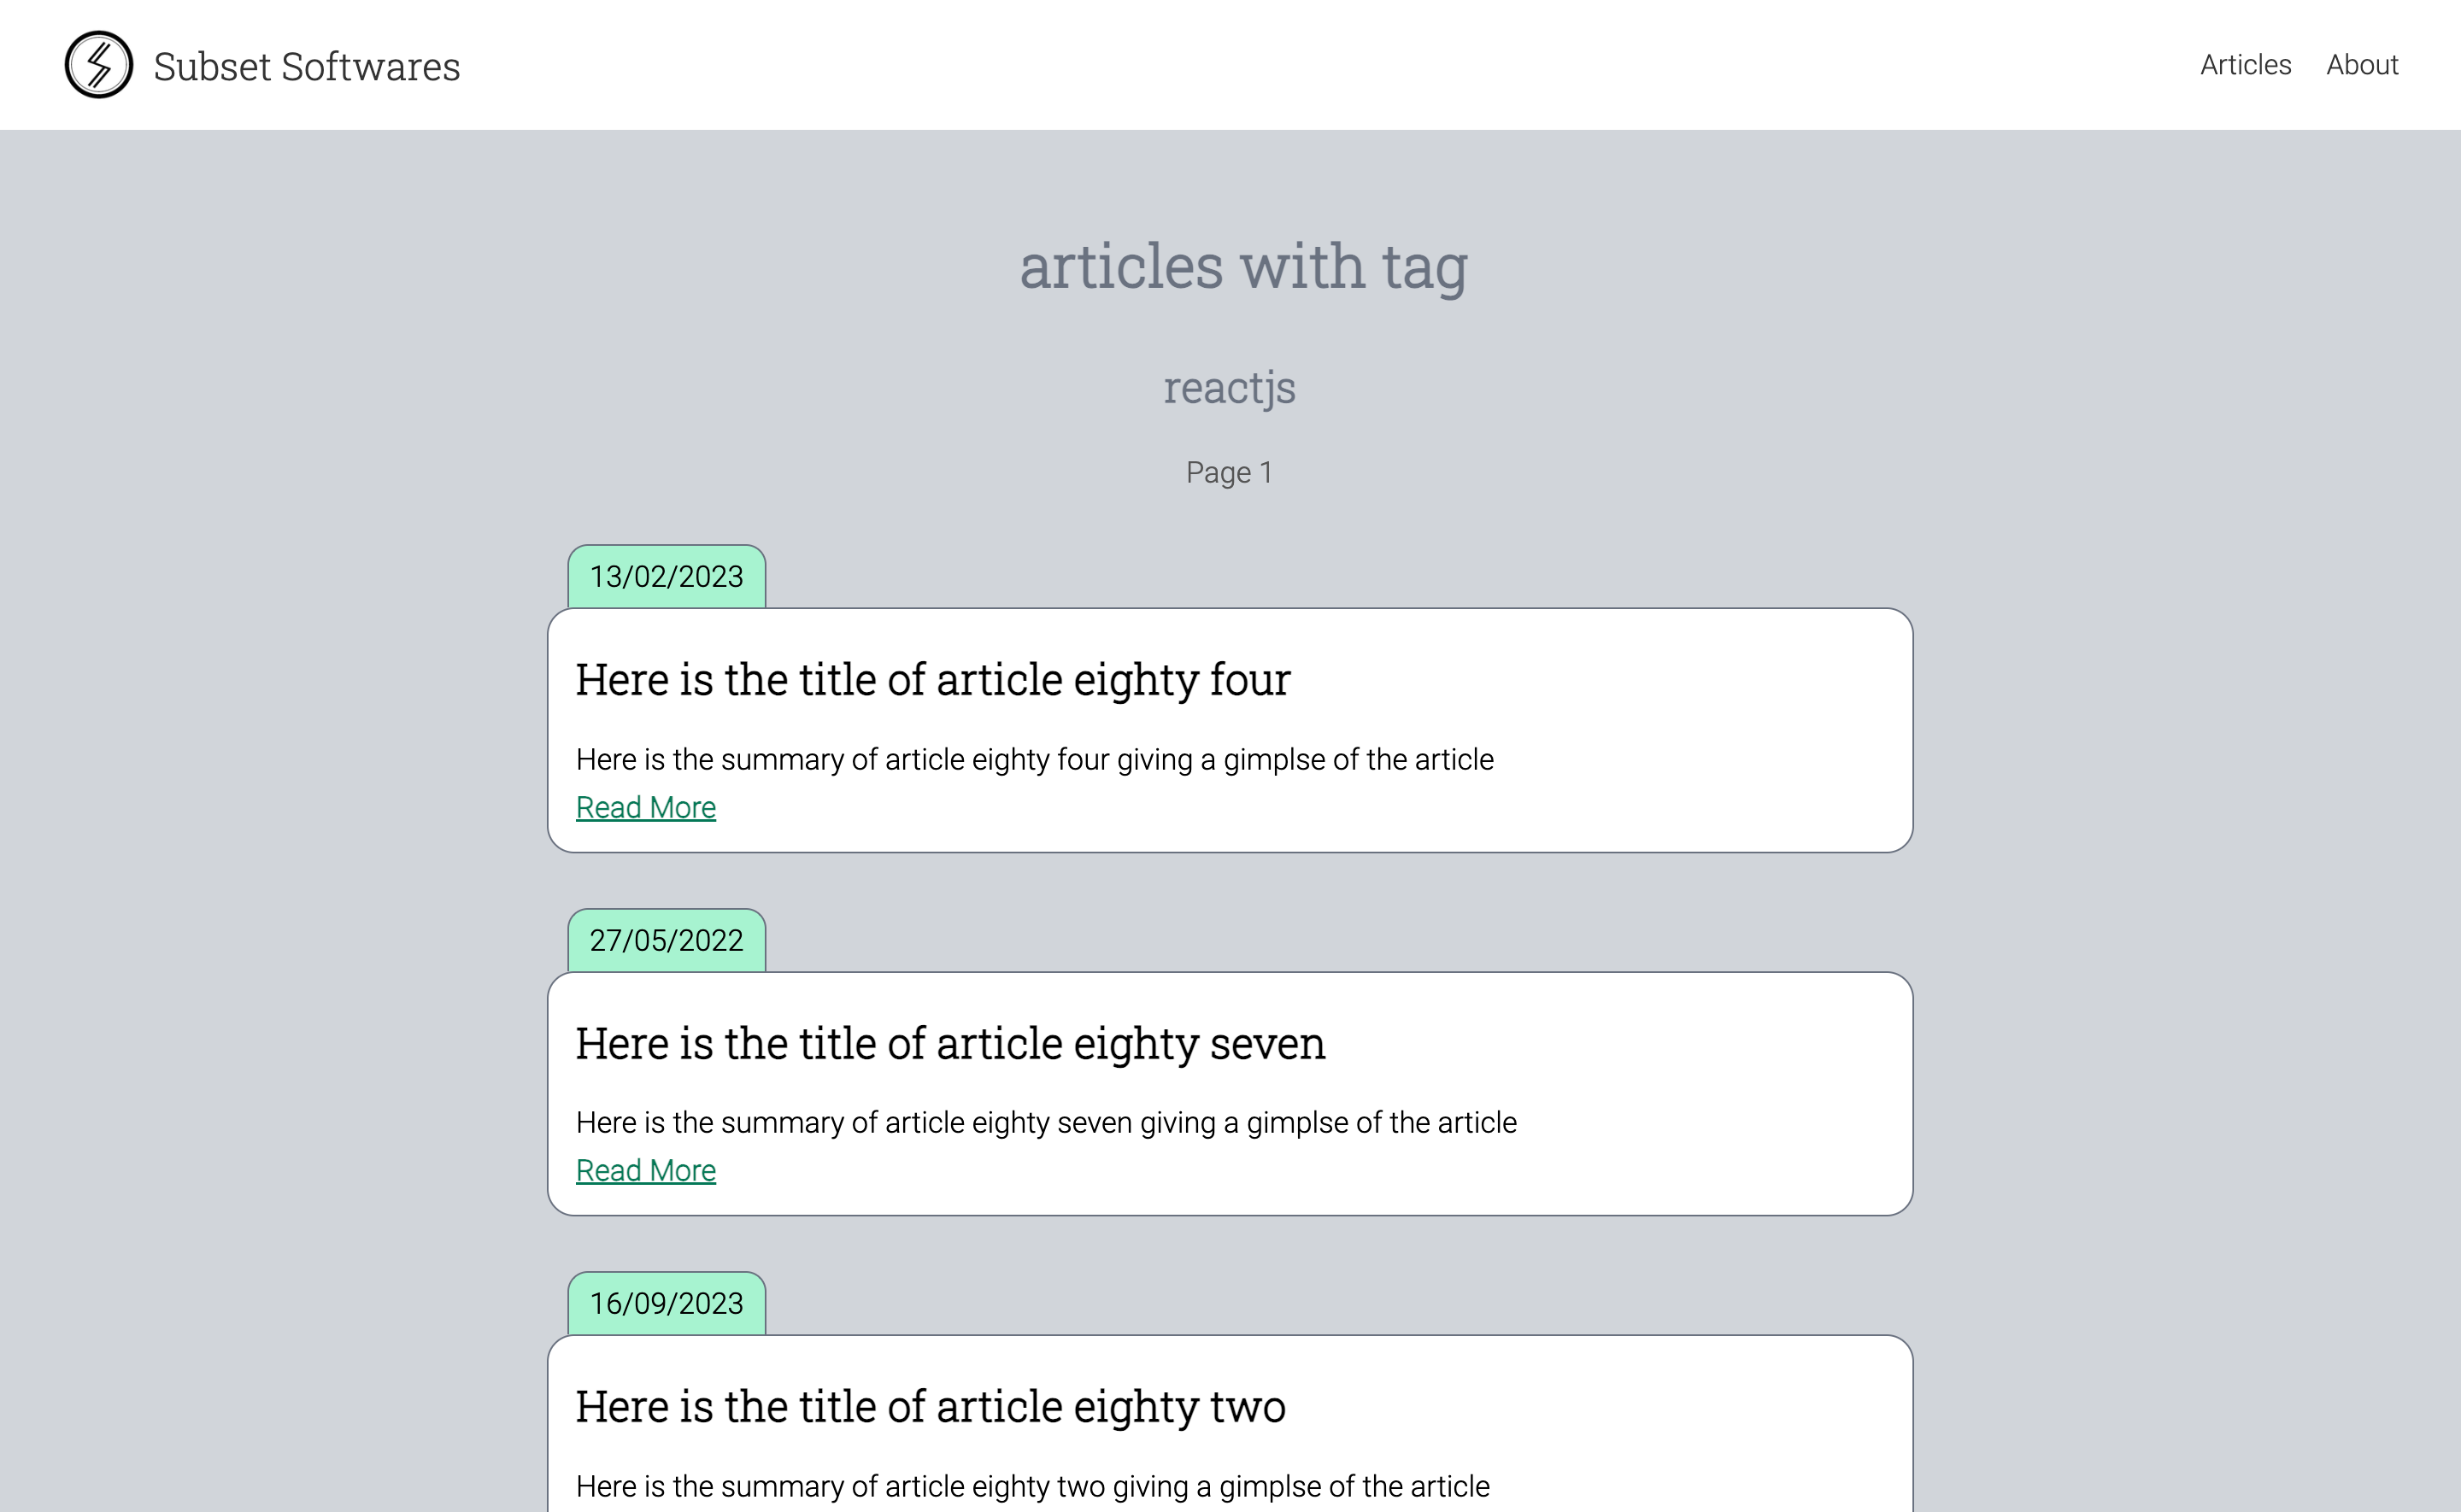 Subset Softwares
Articles
About
articles with tag
reactjs
Page 1
13/02/2023
Here is the title of article eighty four
Here is the summary of article eighty four giving a gimplse of the article
Read More
27/05/2022
Here is the title of article eighty seven
Here is the summary of article eighty seven giving a gimplse of the article
Read More
16/09/2023
Here is the title of article eighty two
Here is the summary of article eighty two giving a gimplse of the article